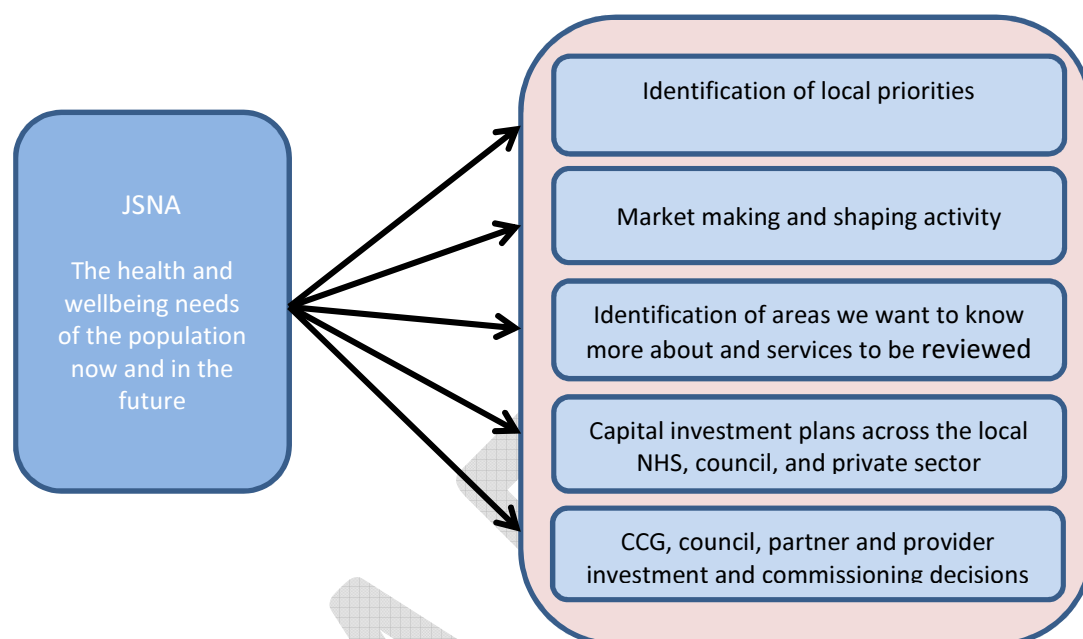 JSNA
The health and
wellbeing needs
of the population
now and in the
future
Identification of local priorities
Market making and shaping activity
Identification of areas we want to know
more about and services to be reviewed
Capital investment plans across the local
NHS, council, and private sector
CCG, council, partner and provider
investment and commissioning decisions